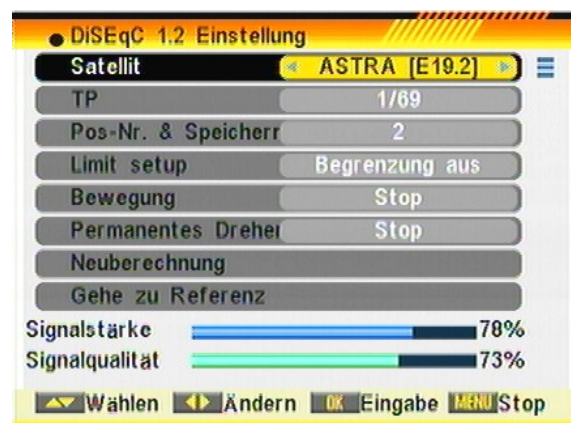 DiSEqC 1.2 Einstellung
Satellit ASTRA [E19.2]
TP 1/69
Pos-Nr. & Speicherr 2
Limit setup Begrenzung aus
Bewegung Stop
Permanentes Drehe Stop
Neuberechnung
Gehe zu Referenz
Signalstärke 78%
Signalqualität 73%
Wählen Ändern OK Eingabe MENU Stop